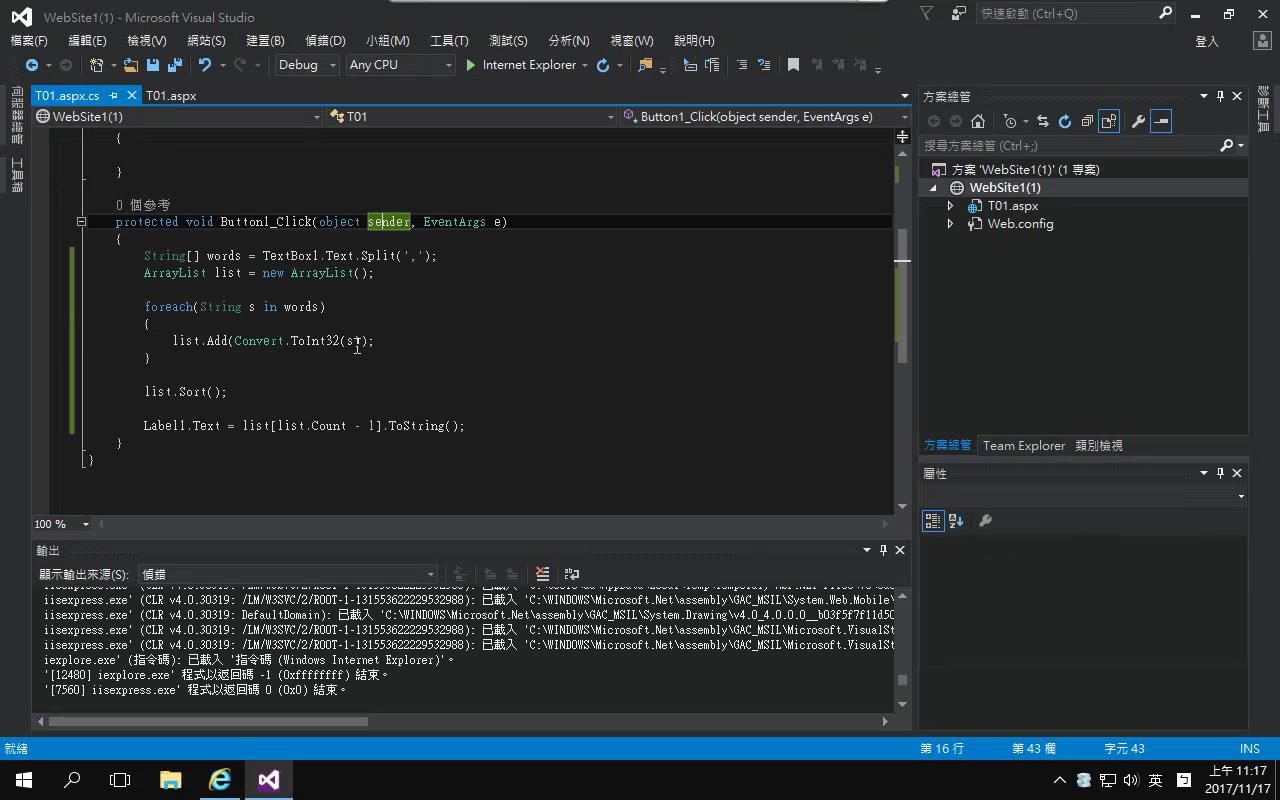 WebSite1(1) - Microsoft Visual Studio
快速啟動 (Ctrl+Q)
檔案(F) 編輯(E) 檢視(V) 網站(S) 建置(B) 偵錯(D) 小組(M) 工具(T) 測試(S) 分析(N) 視窗(W) 說明(H)
登入
Debug Any CPU Internet Explorer
伺服器總管 工具箱
T01.aspx.cs T01.aspx
WebSite1(1) T01 Button1_Click(object sender, EventArgs e)
{
}
0 個參考
protected void Button1_Click(object sender, EventArgs e)
{
String[] words = TextBox1.Text.Split(',');
ArrayList list = new ArrayList();
foreach(String s in words)
{
list.Add(Convert.ToInt32(s));
}
list.Sort();
Label1.Text = list[list.Count - 1].ToString();
}
}
100 %
方案總管
搜尋方案總管 (Ctrl+;)
方案 'WebSite1(1)' (1 專案)
WebSite1(1)
T01.aspx
Web.config
方案總管 Team Explorer 類別檢視
屬性
診斷工具
輸出
顯示輸出來源(S): 偵錯
iisexpress.exe' (CLR v4.0.30319: /LM/W3SVC/2/ROOT-1-131553622229532988): 已載入 'C:\WINDOWS\Microsoft.Net\assembly\GAC_MSIL\System.Web.Mobile\
iisexpress.exe' (CLR v4.0.30319: DefaultDomain): 已載入 'C:\WINDOWS\Microsoft.Net\assembly\GAC_MSIL\System.Drawing\v4.0_4.0.0.0__b03f5f7f11d50
iisexpress.exe' (CLR v4.0.30319: /LM/W3SVC/2/ROOT-1-131553622229532988): 已載入 'C:\WINDOWS\Microsoft.Net\assembly\GAC_MSIL\Microsoft.VisualSt
iisexpress.exe' (CLR v4.0.30319: /LM/W3SVC/2/ROOT-1-131553622229532988): 已載入 'C:\WINDOWS\Microsoft.Net\assembly\GAC_MSIL\Microsoft.VisualSt
iexplore.exe' (指令碼): 已載入 '指令碼 (Windows Internet Explorer)'。
'[12480] iexplore.exe' 程式以返回碼 -1 (0xffffffff) 結束。
'[7560] iisexpress.exe' 程式以返回碼 0 (0x0) 結束。
就緒 第 16 行 第 43 欄 字元 43 INS
英
上午 11:17
2017/11/17